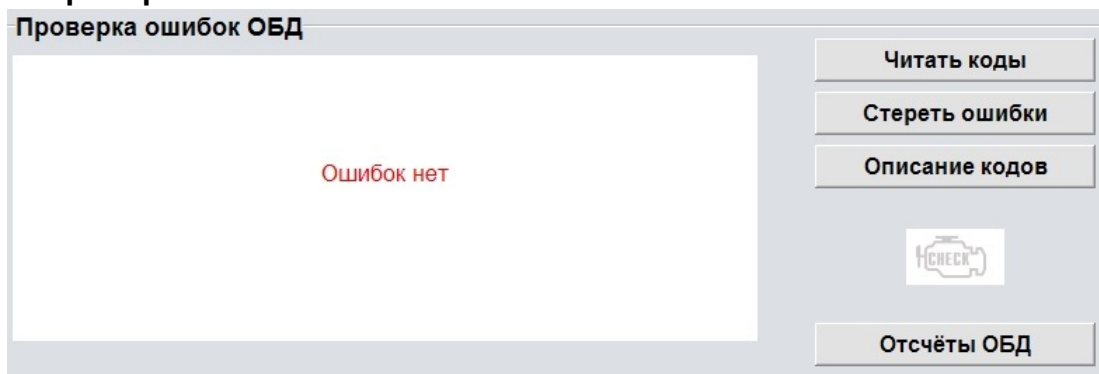 Проверка ошибок ОБД
Ошибок нет
Читать коды
Стереть ошибки
Описание кодов
CHECK
Отсчёты ОБД